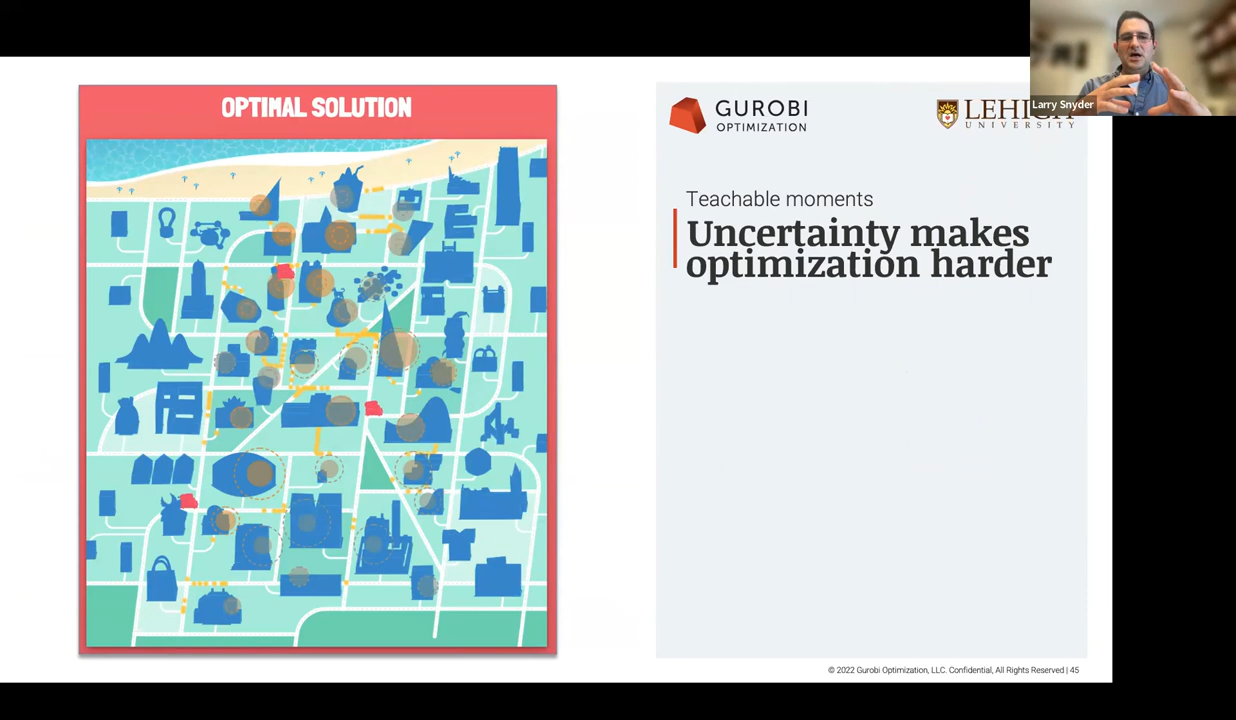 OPTIMAL SOLUTION
GUROBI
OPTIMIZATION
LEHIGH
UNIVERSITY
Larry Snyder
Teachable moments
Uncertainty makes
optimization harder
© 2022 Gurobi Optimization, LLC. Confidential, All Rights Reserved | 45